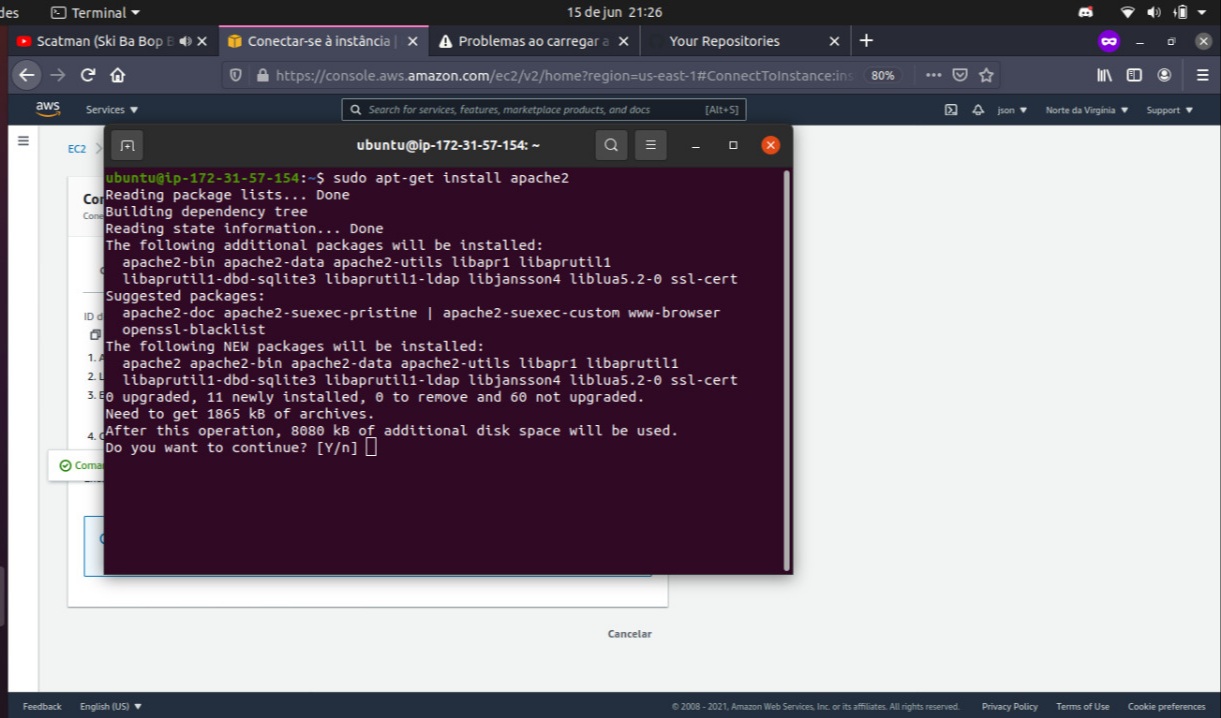 des Terminal 15 de jun 21:26
Scatman (Ski Ba Bop B Conectar-se à instância | Problemas ao carregar a Your Repositories
https://console.aws.amazon.com/ec2/v2/home?region=us-east-1#ConnectToInstance:ins 80%
aws Services Search for services, features, marketplace products, and docs [Alt+S] json Norte da Virgínia Support
EC2 ubuntu@ip-172-31-57-154: ~
ubuntu@ip-172-31-57-154:~$ sudo apt-get install apache2
Reading package lists... Done
Building dependency tree
Reading state information... Done
The following additional packages will be installed:
apache2-bin apache2-data apache2-utils libapr1 libaprutil1
libaprutil1-dbd-sqlite3 libaprutil1-ldap libjansson4 liblua5.2-0 ssl-cert
Suggested packages:
apache2-doc apache2-suexec-pristine | apache2-suexec-custom www-browser
openssl-blacklist
The following NEW packages will be installed:
apache2 apache2-bin apache2-data apache2-utils libapr1 libaprutil1
libaprutil1-dbd-sqlite3 libaprutil1-ldap libjansson4 liblua5.2-0 ssl-cert
0 upgraded, 11 newly installed, 0 to remove and 60 not upgraded.
Need to get 1865 kB of archives.
After this operation, 8080 kB of additional disk space will be used.
Do you want to continue? [Y/n]
Con
Cone
ID d
1. A
2. L
3. E
4. C
Coma
Cancelar
Feedback English (US) © 2008 - 2021, Amazon Web Services, Inc. or its affiliates. All rights reserved. Privacy Policy Terms of Use Cookie preferences